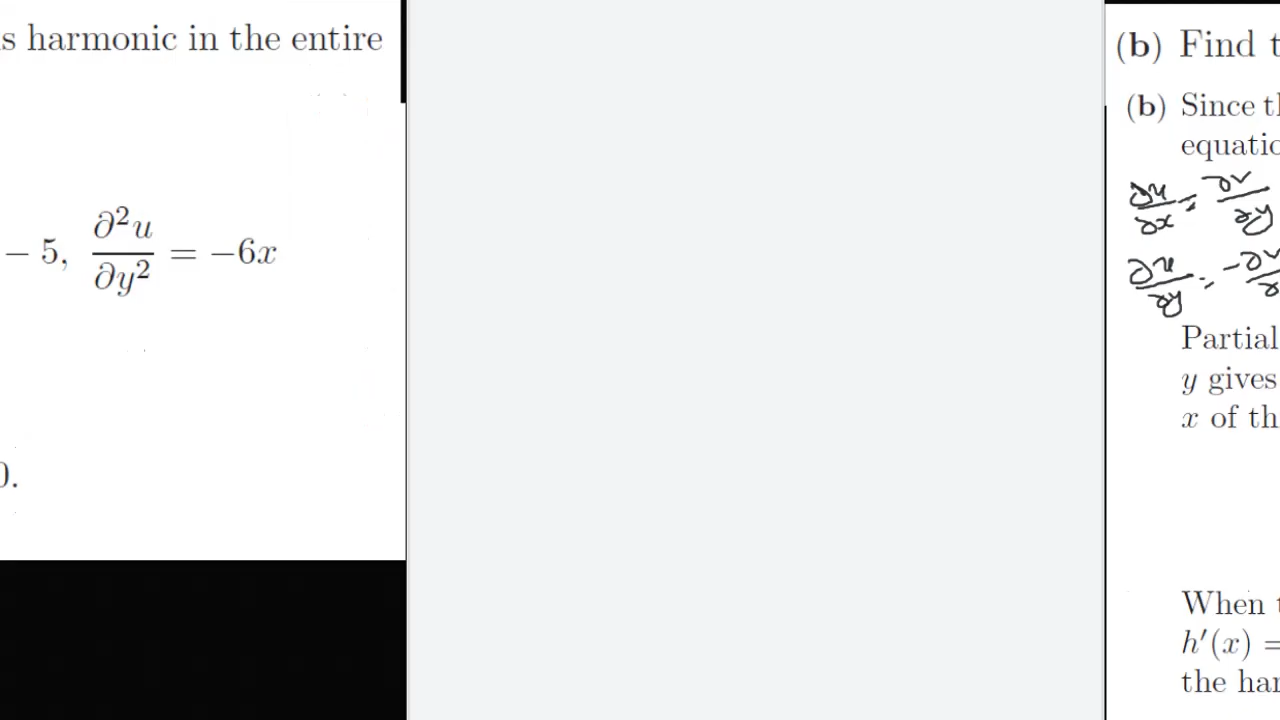 s harmonic in the entire
− 5, ∂²u/∂y² = −6x
0.
(b) Find t
(b) Since th
equatio
∂u/∂x = ∂v/∂y
∂u/∂y = -∂v/∂
Partial
y gives
x of th
When t
h′(x) =
the har